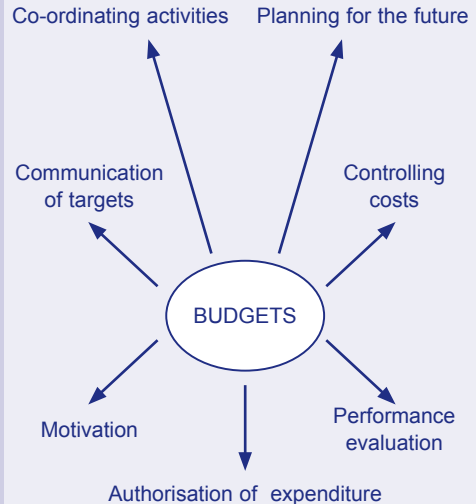 Co-ordinating activities
Planning for the future
Communication
of targets
Controlling
costs
BUDGETS
Motivation
Performance
evaluation
Authorisation of expenditure